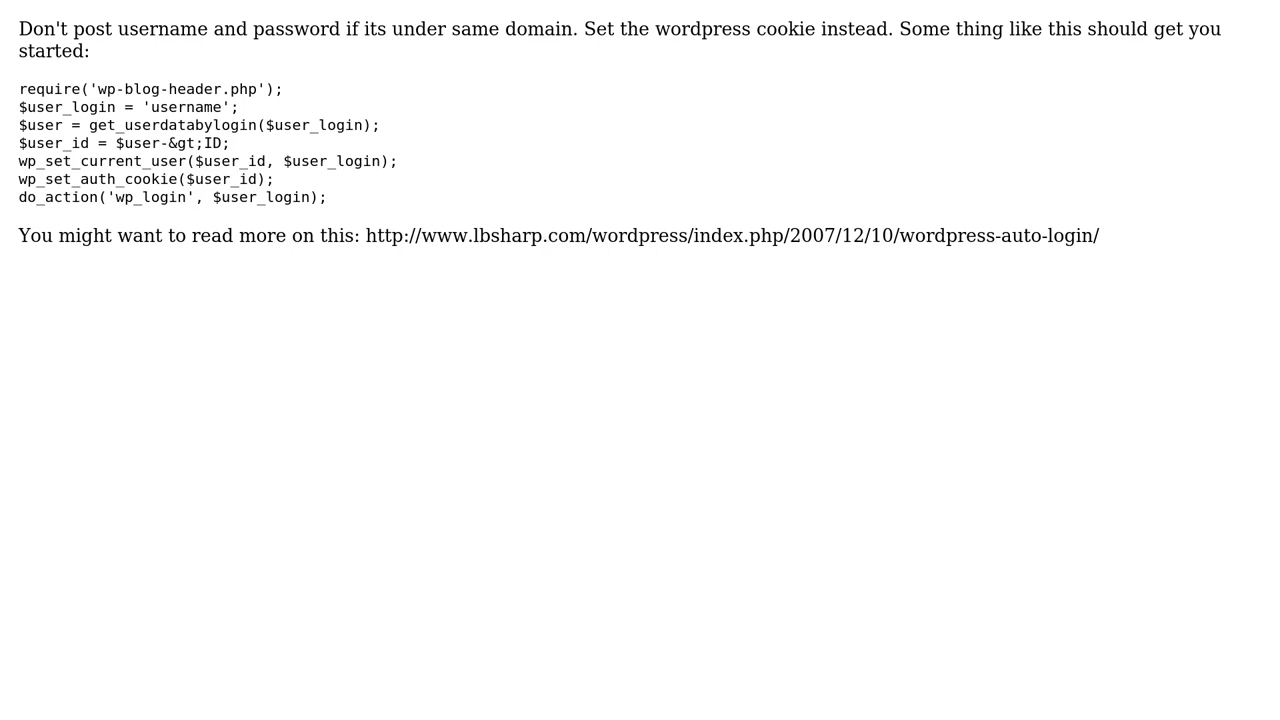 Don't post username and password if its under same domain. Set the wordpress cookie instead. Some thing like this should get you
started:
require('wp-blog-header.php');
$user_login = 'username';
$user = get_userdatabylogin($user_login);
$user_id = $user-&gt;ID;
wp_set_current_user($user_id, $user_login);
wp_set_auth_cookie($user_id);
do_action('wp_login', $user_login);
You might want to read more on this: http://www.lbsharp.com/wordpress/index.php/2007/12/10/wordpress-auto-login/